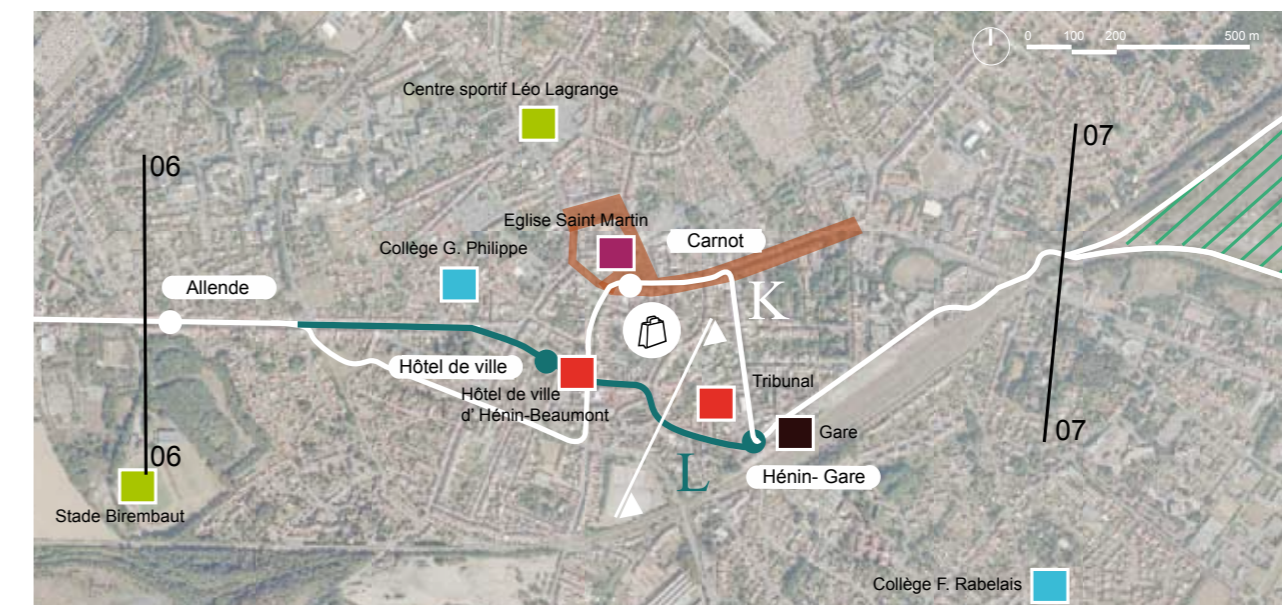 0 100 200 500 m
Centre sportif Léo Lagrange
07
06
Eglise Saint Martin
Carnot
Collège G. Philippe
Allende
K
Hôtel de ville
Hôtel de ville
d' Hénin-Beaumont
Tribunal
Gare
07
06
L
Hénin- Gare
Stade Birembaut
Collège F. Rabelais